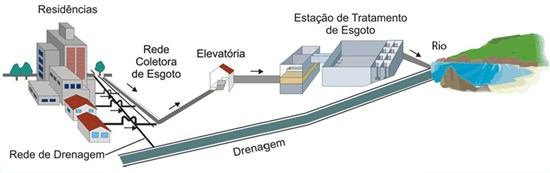 Residências
Rede
Coletora
de Esgoto
Elevatória
Estação de Tratamento
de Esgoto
Rio
Rede de Drenagem
Drenagem